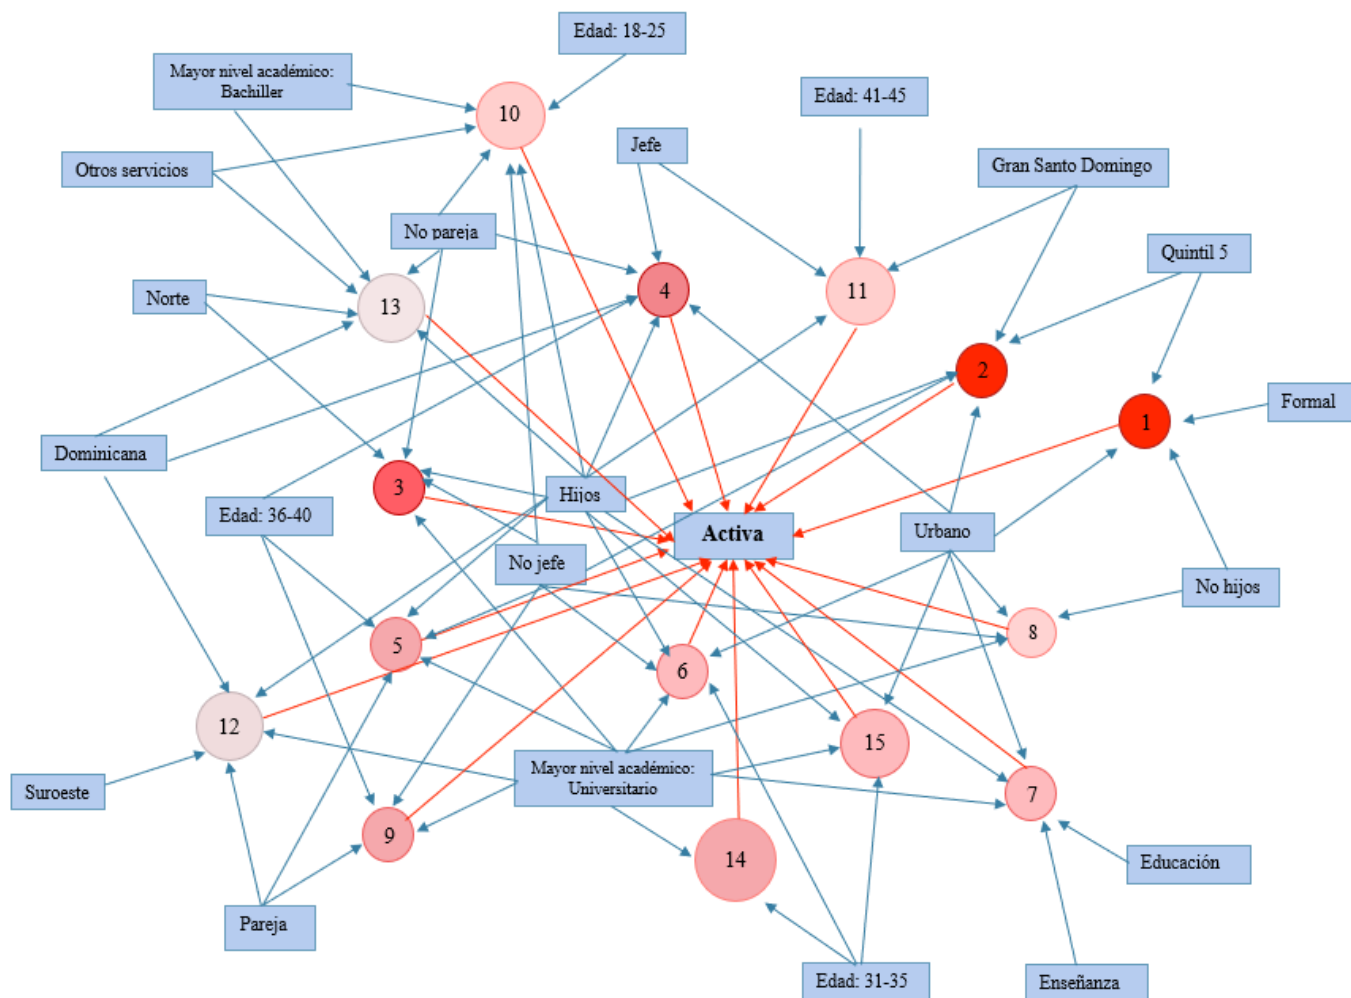 Edad: 18-25
Mayor nivel académico:
Bachiller
10
Edad: 41-45
Jefe
Otros servicios
Gran Santo Domingo
No pareja
Quintil 5
Norte
13
4
11
2
Formal
1
Dominicana
3
Hijos
Edad: 36-40
Activa
Urbano
No jefe
No hijos
5
8
6
12
15
Mayor nivel académico:
Universitario
Suroeste
7
9
14
Educación
Pareja
Edad: 31-35
Enseñanza